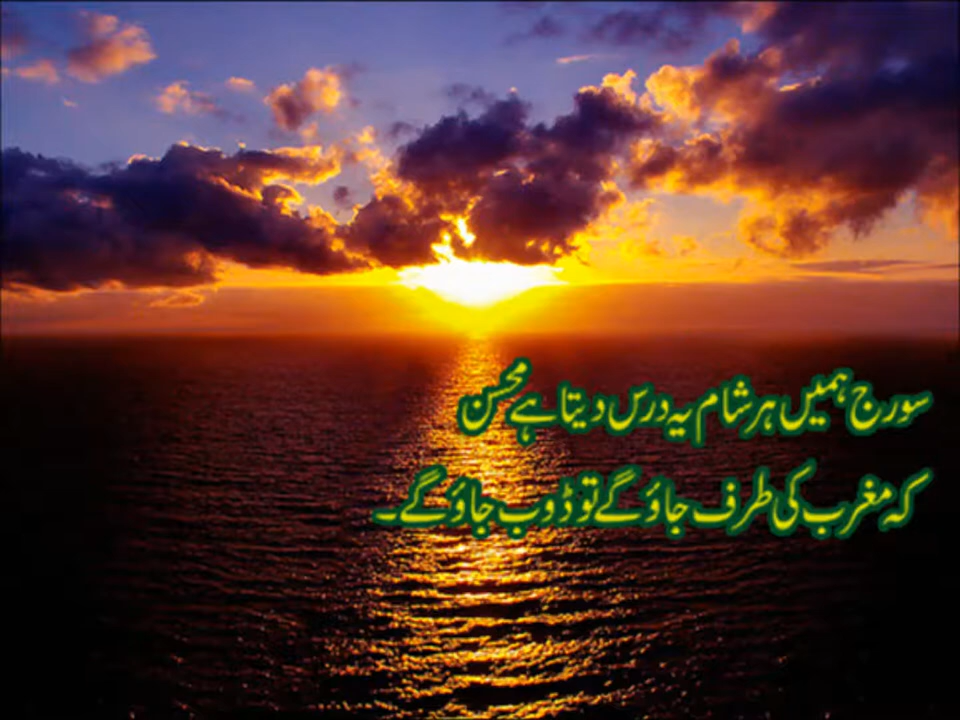 سورج ہمیں ہر شام یہ درس دیتا ہے محسن
کہ مغرب کی طرف جاؤ گے تو ڈوب جاؤ گے۔